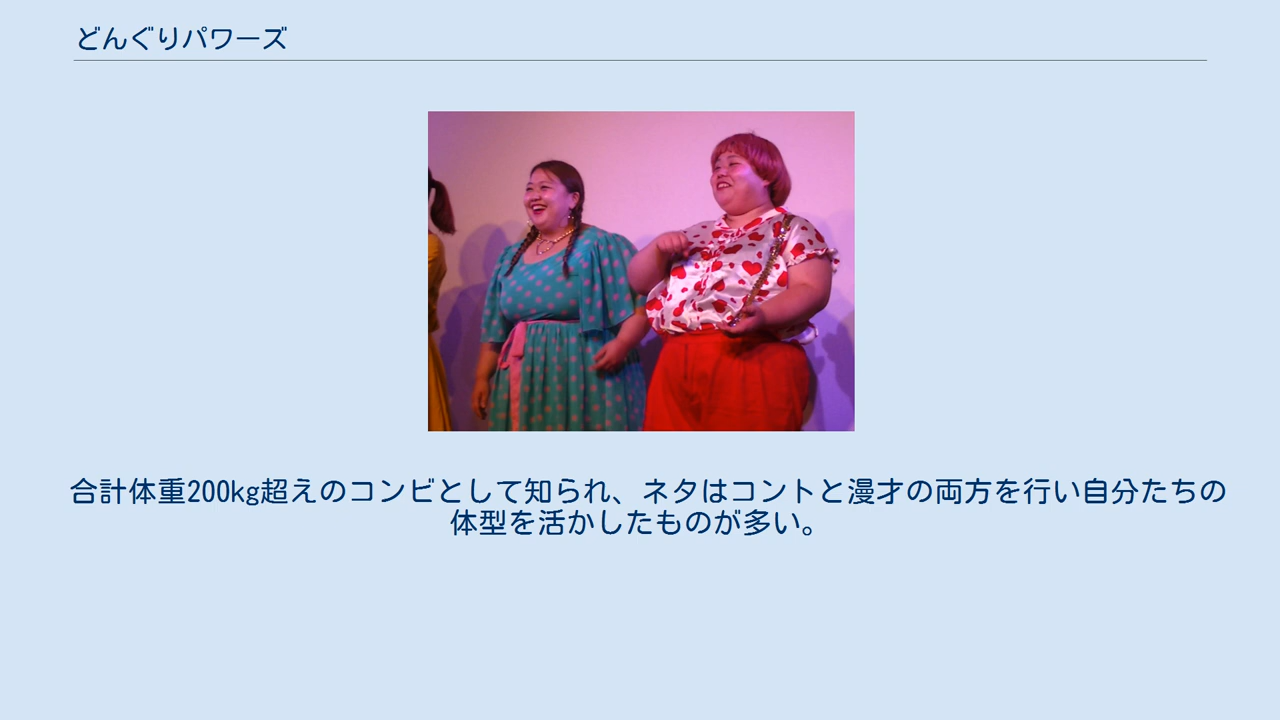 どんぐりパワーズ
合計体重200kg超えのコンビとして知られ、ネタはコントと漫才の両方を行い自分たちの
体型を活かしたものが多い。